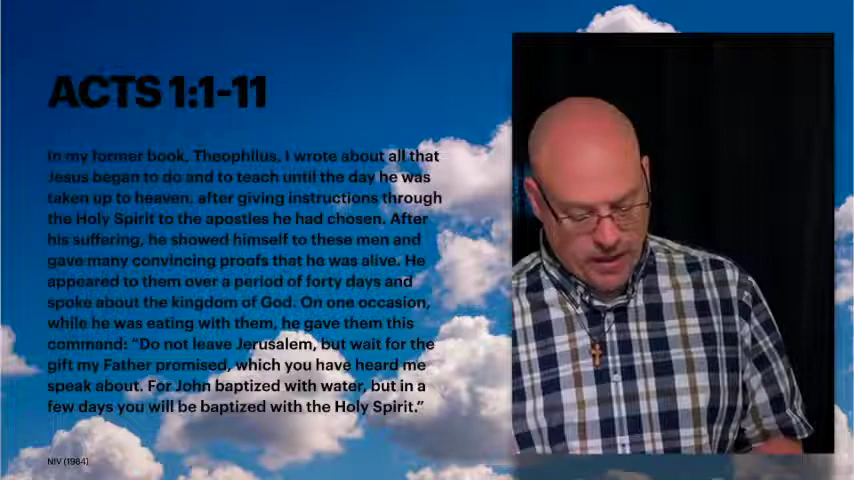 ACTS 1:1-11
In my former book, Theophilus, I wrote about all that
Jesus began to do and to teach until the day he was
taken up to heaven, after giving instructions through
the Holy Spirit to the apostles he had chosen. After
his suffering, he showed himself to these men and
gave many convincing proofs that he was alive. He
appeared to them over a period of forty days and
spoke about the kingdom of God. On one occasion,
while he was eating with them, he gave them this
command: “Do not leave Jerusalem, but wait for the
gift my Father promised, which you have heard me
speak about. For John baptized with water, but in a
few days you will be baptized with the Holy Spirit.”
NIV (1984)